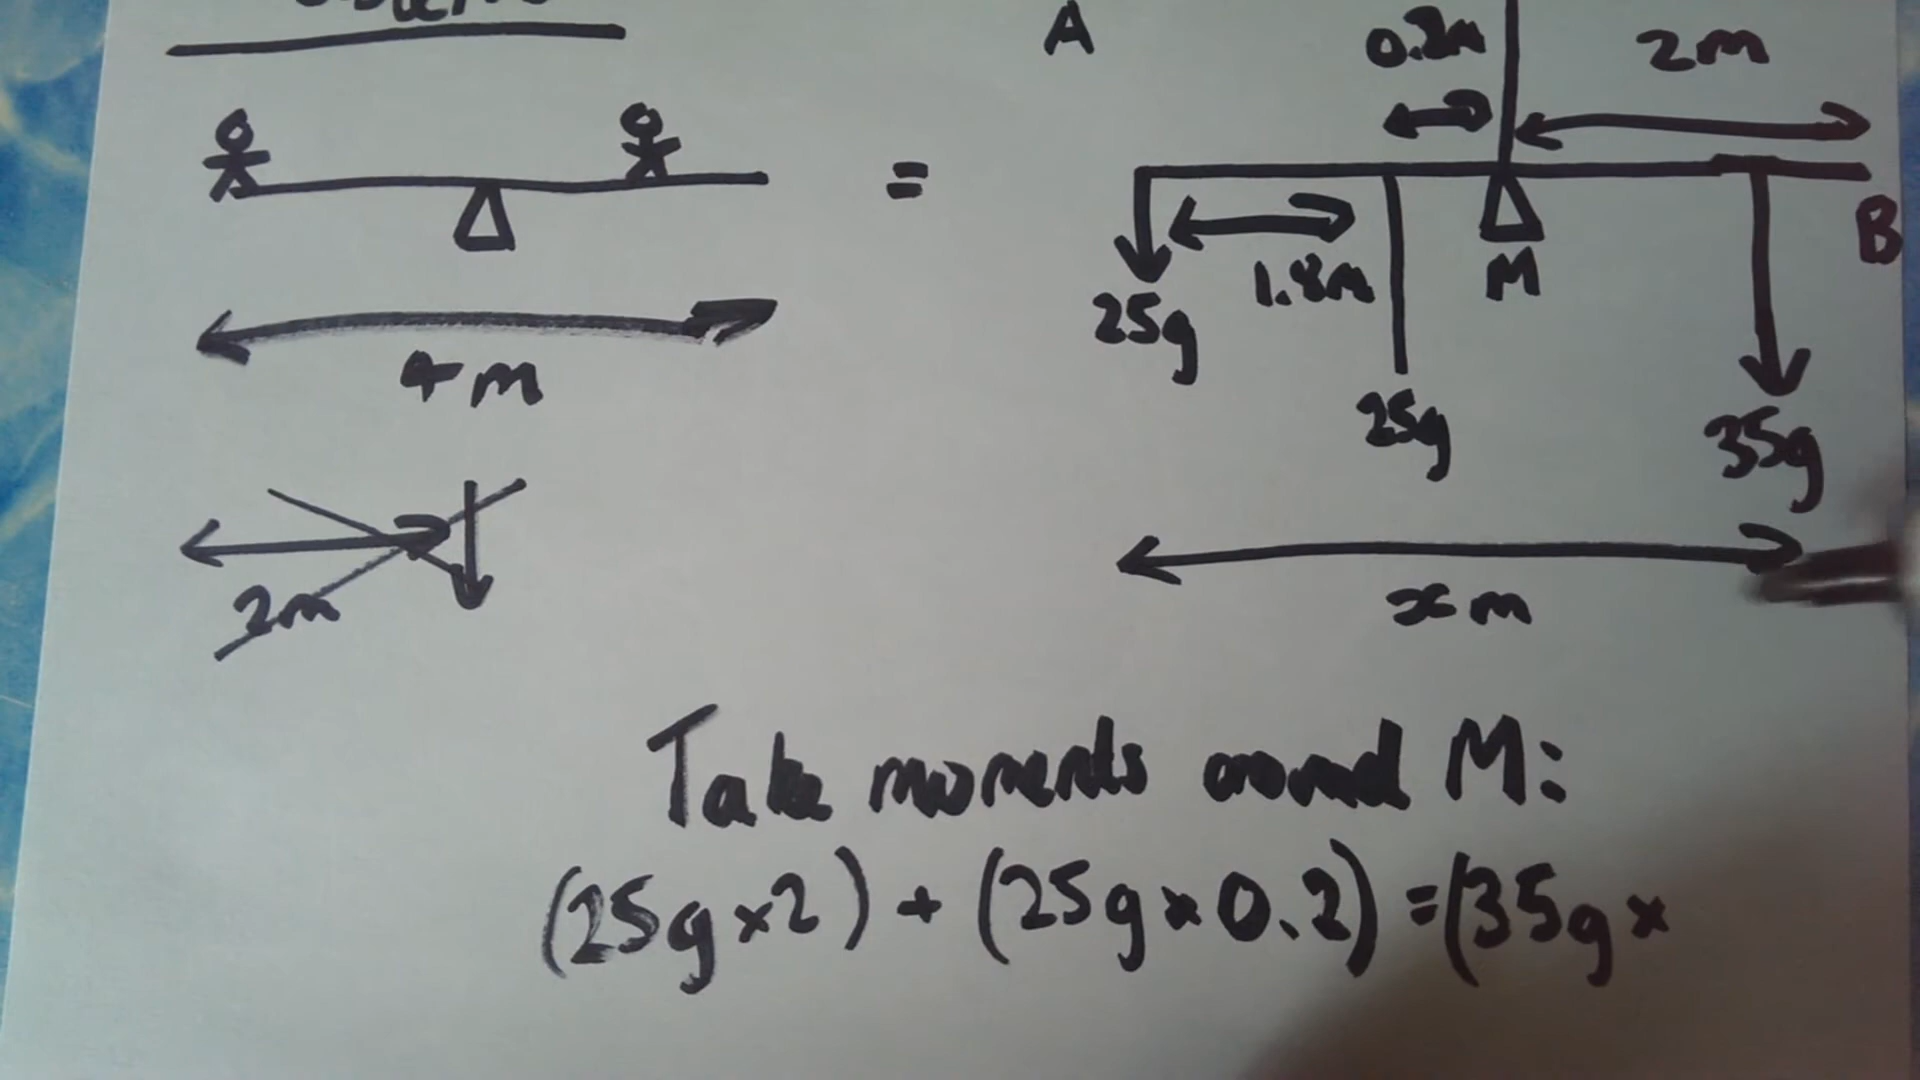 A
0.2m
2m
=
1.8m
B
M
25g
4m
25g
35g
2m
x m
Take moments around M:
(25g×2) + (25g×0.2) =(35g×